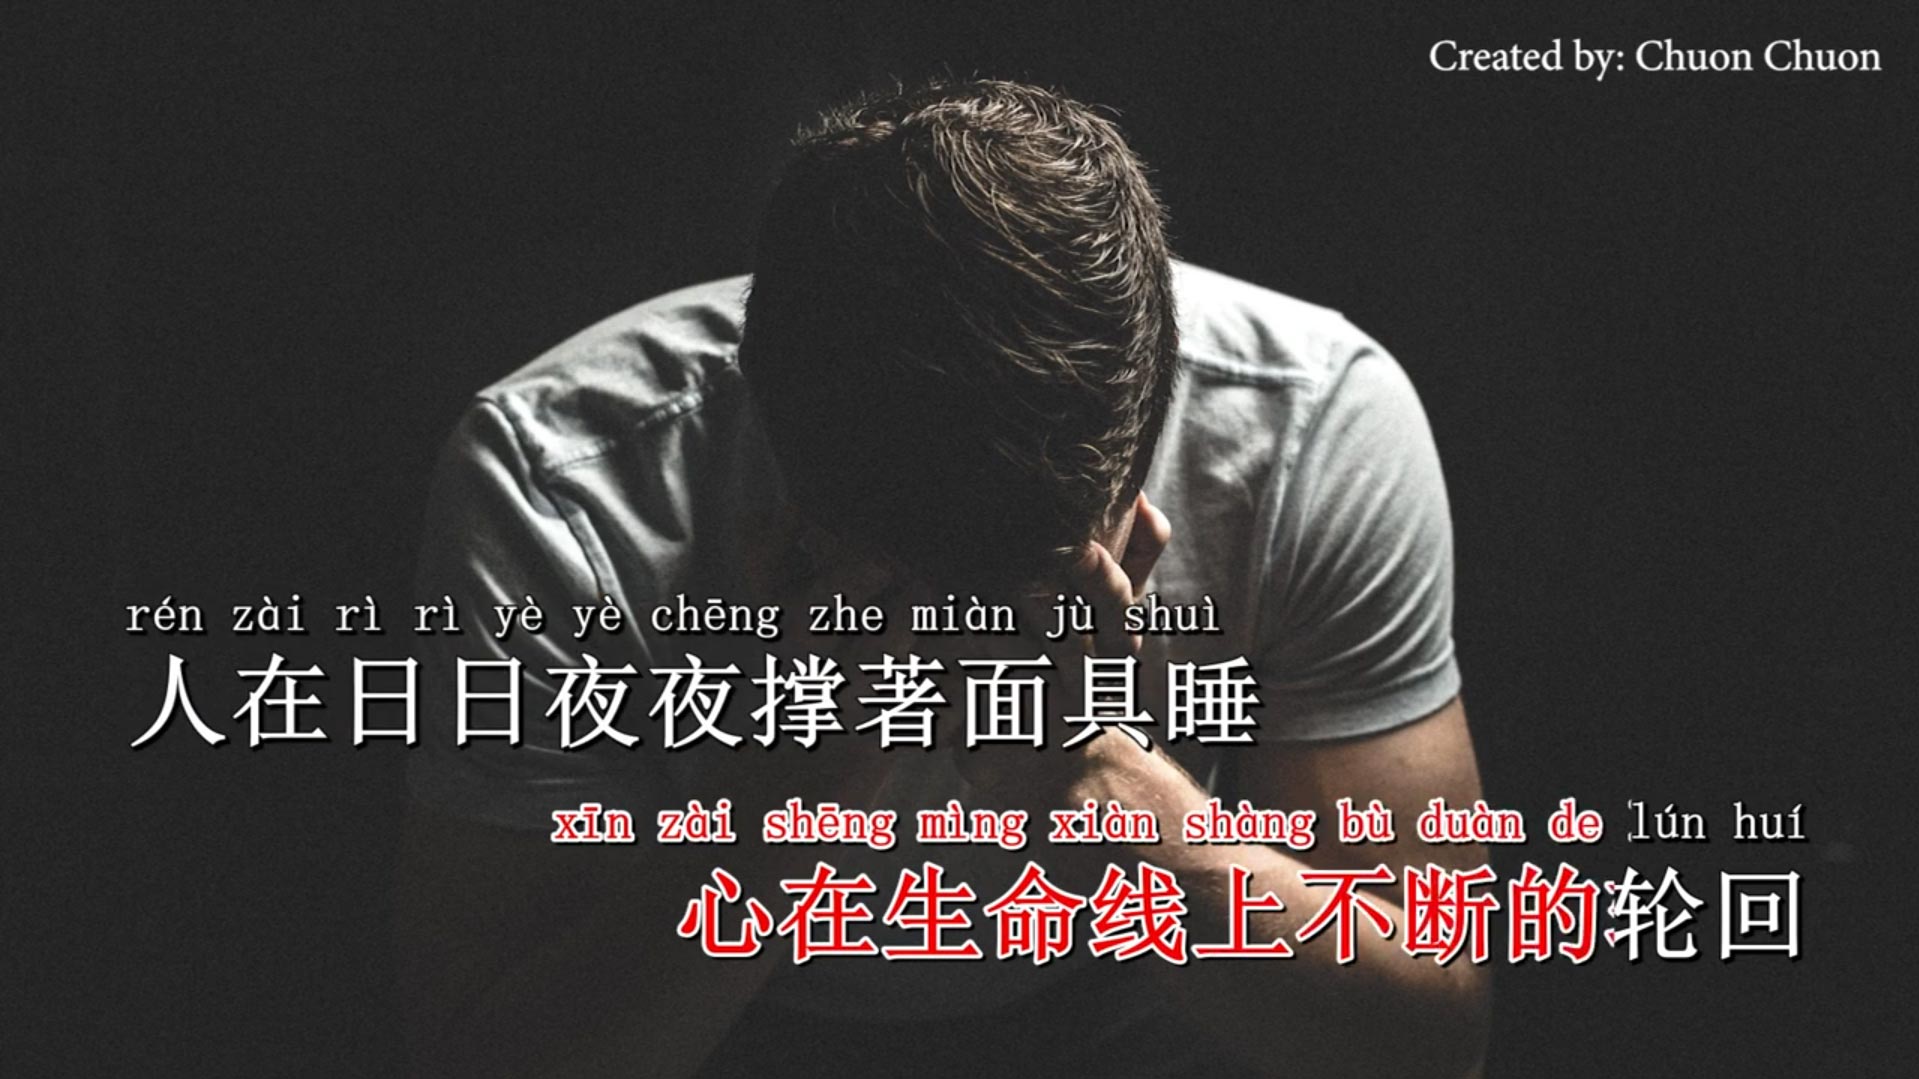 Created by: Chuon Chuon
rén zài rì rì yè yè chēng zhe miàn jù shuì
人在日日夜夜撑著面具睡
xīn zài shēng mìng xiàn shàng bù duàn de lún huí
心在生命线上不断的轮回